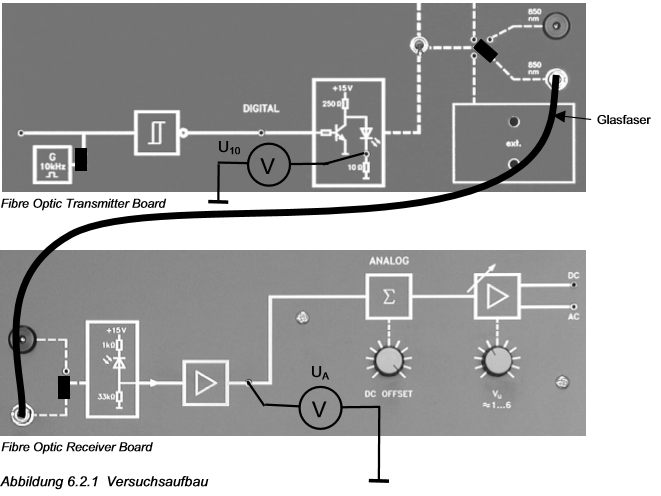 850
nm
850
nm
Glasfaser
+15V
250Ω
DIGITAL
U10
V
10Ω
G
10kHz
ext.
Fibre Optic Transmitter Board
ANALOG
DC
Σ
AC
+15V
1kΩ
33kΩ
UA
V
DC OFFSET
Vu
≈1...6
Fibre Optic Receiver Board
Abbildung 6.2.1 Versuchsaufbau